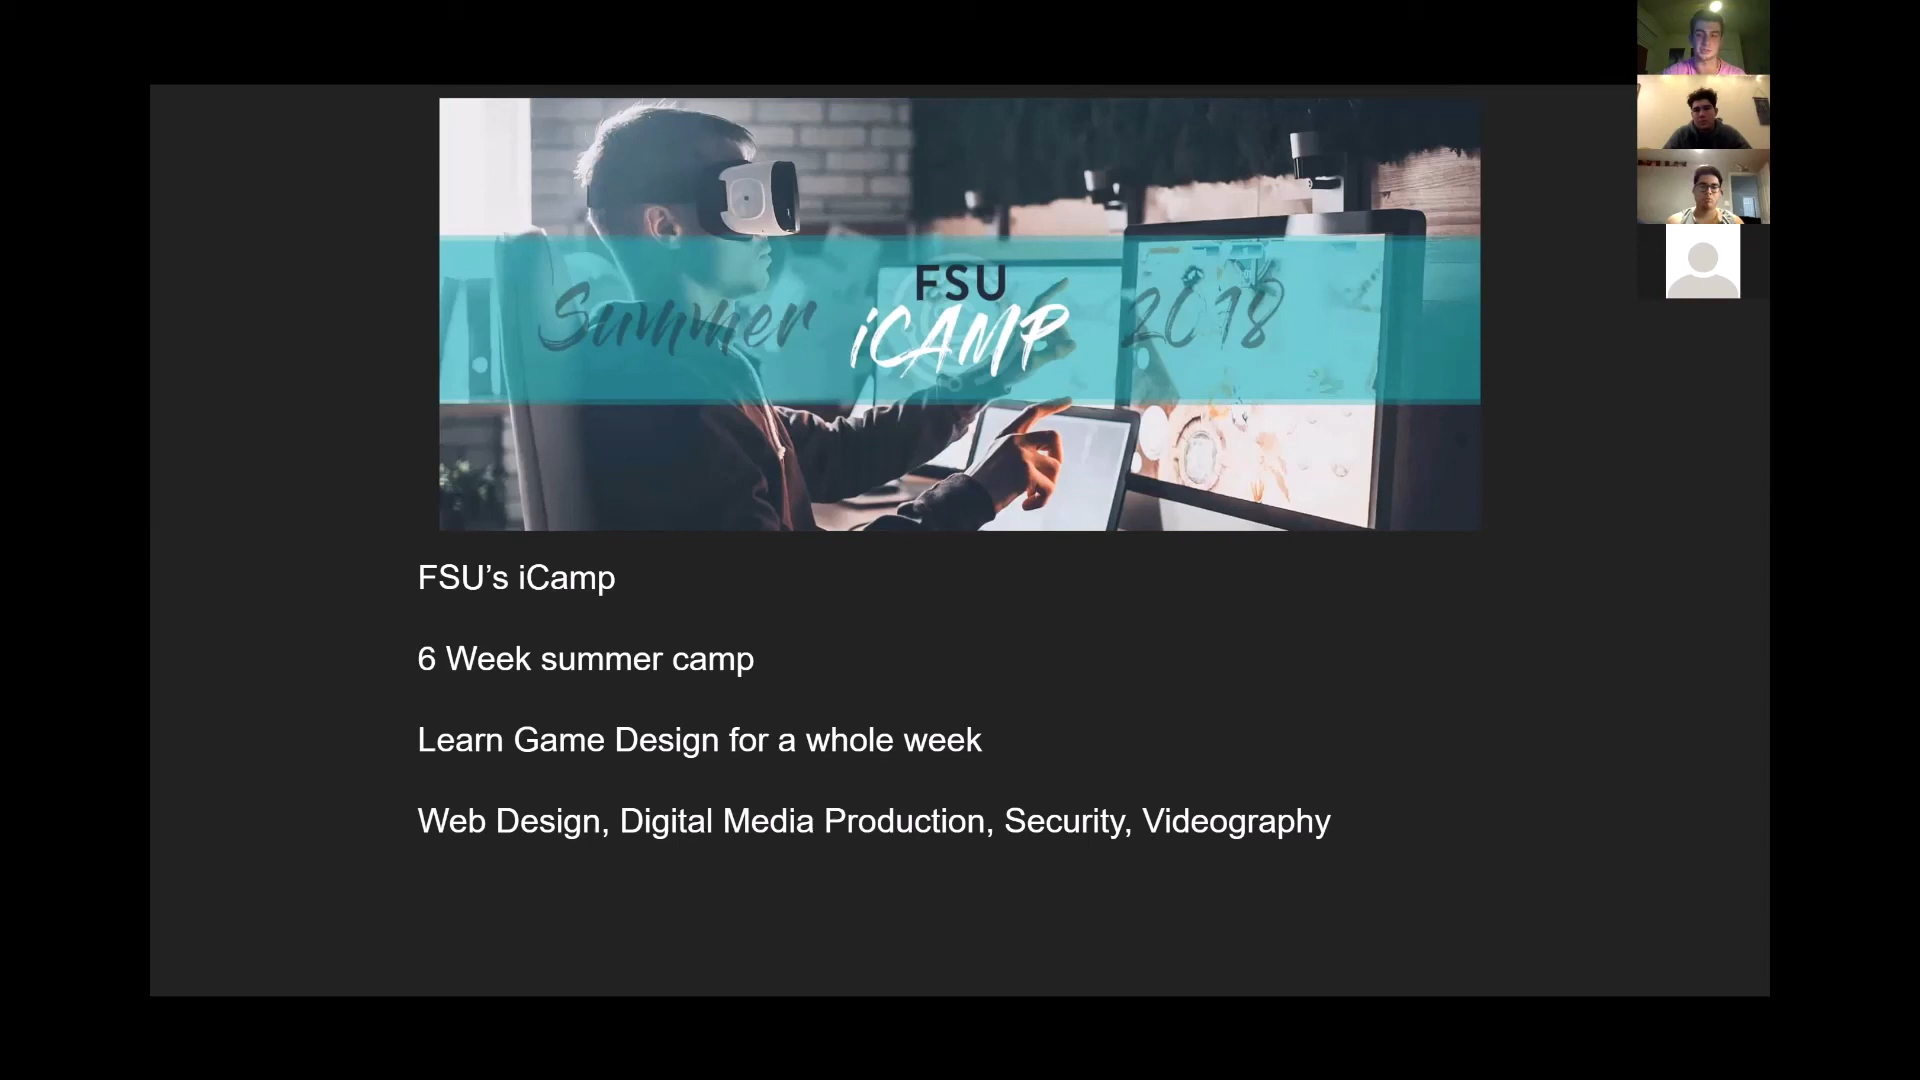 FSU
Summer iCAMP 2018
FSU’s iCamp
6 Week summer camp
Learn Game Design for a whole week
Web Design, Digital Media Production, Security, Videography